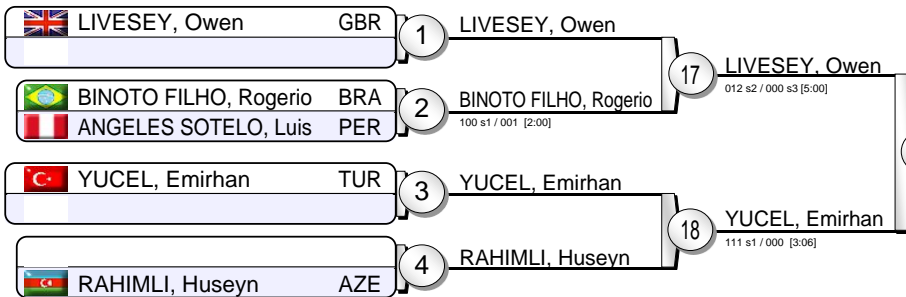 LIVESEY, Owen GBR
1
LIVESEY, Owen
17
LIVESEY, Owen
012 s2 / 000 s3 [5:00]
BINOTO FILHO, Rogerio BRA
ANGELES SOTELO, Luis PER
2
BINOTO FILHO, Rogerio
100 s1 / 001 [2:00]
YUCEL, Emirhan TUR
3
YUCEL, Emirhan
18
YUCEL, Emirhan
111 s1 / 000 [3:06]
RAHIMLI, Huseyn AZE
4
RAHIMLI, Huseyn